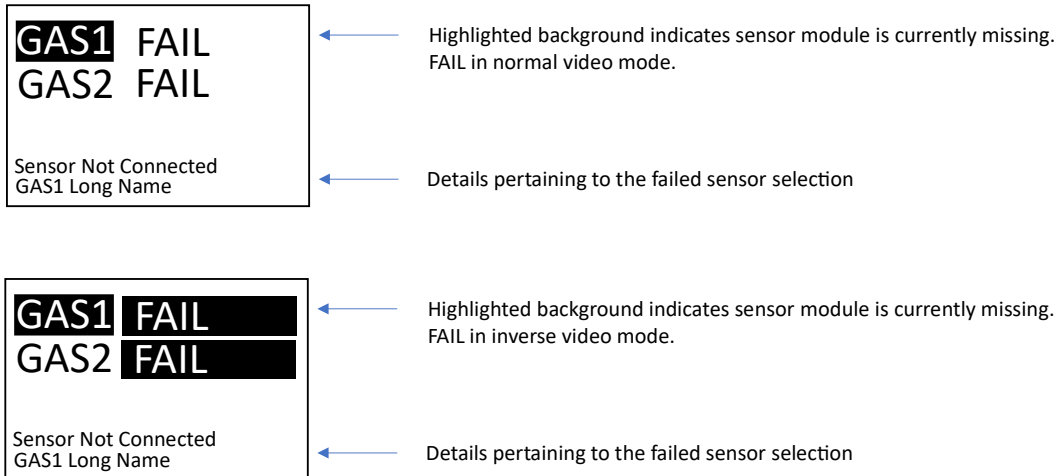 GAS1 FAIL
Highlighted background indicates sensor module is currently missing.
FAIL in normal video mode.
GAS2 FAIL
Sensor Not Connected
GAS1 Long Name
Details pertaining to the failed sensor selection
GAS1 FAIL
Highlighted background indicates sensor module is currently missing.
FAIL in inverse video mode.
GAS2 FAIL
Sensor Not Connected
GAS1 Long Name
Details pertaining to the failed sensor selection